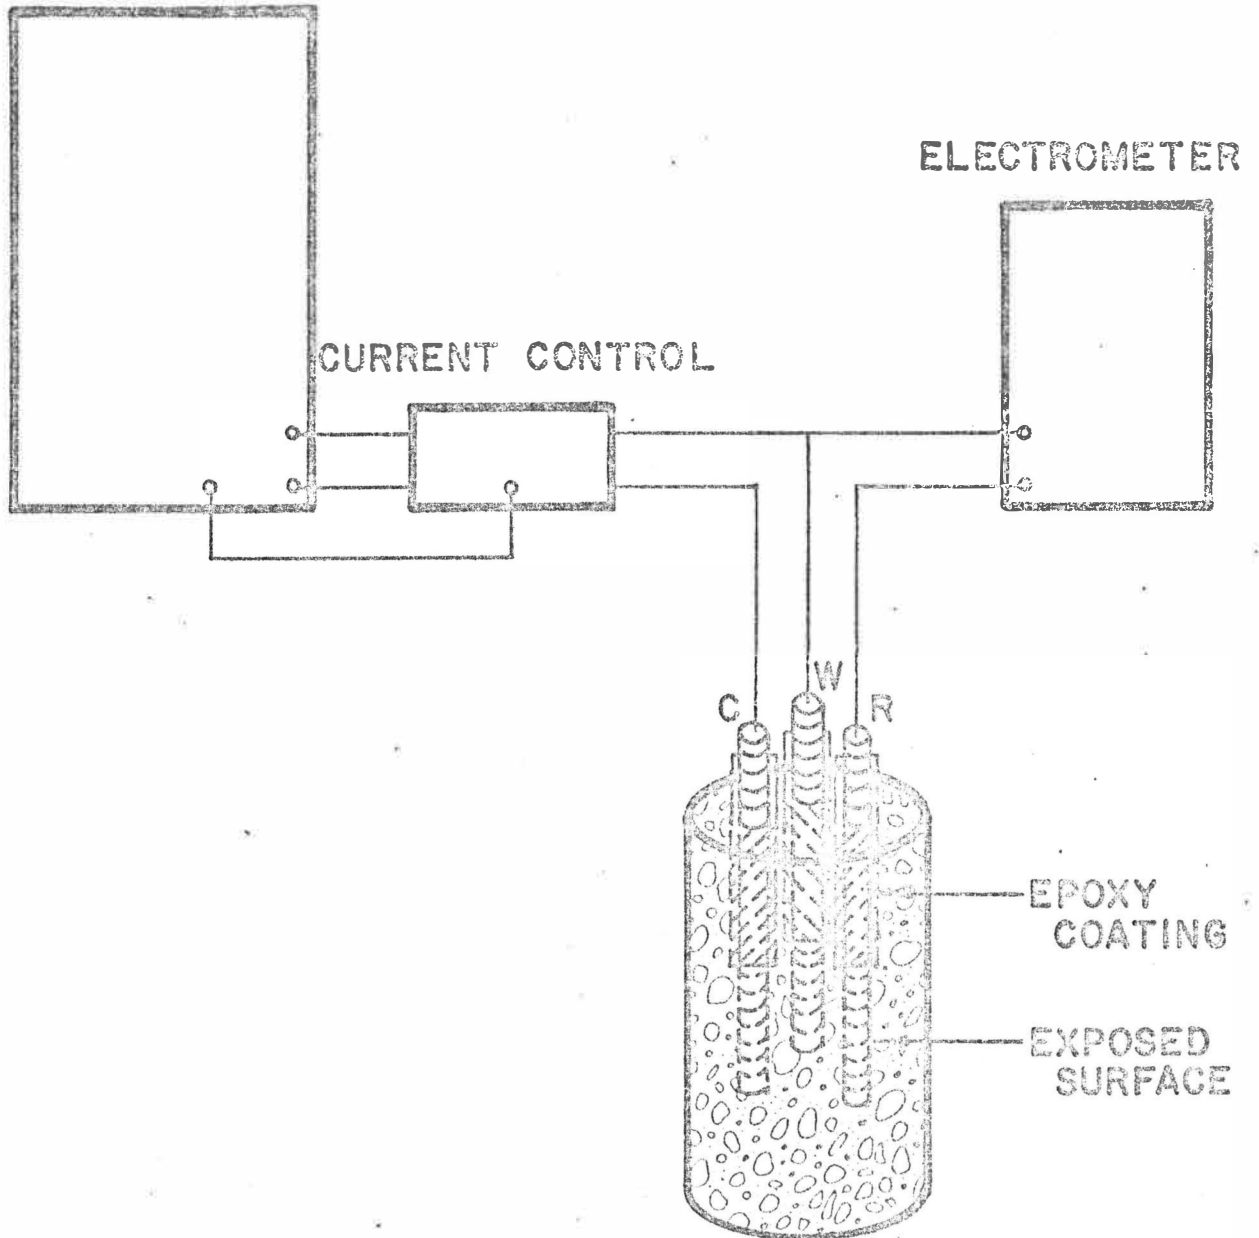 ELECTROMETER
CURRENT CONTROL
W
C
R
EPOXY
COATING
EXPOSED
SURFACE